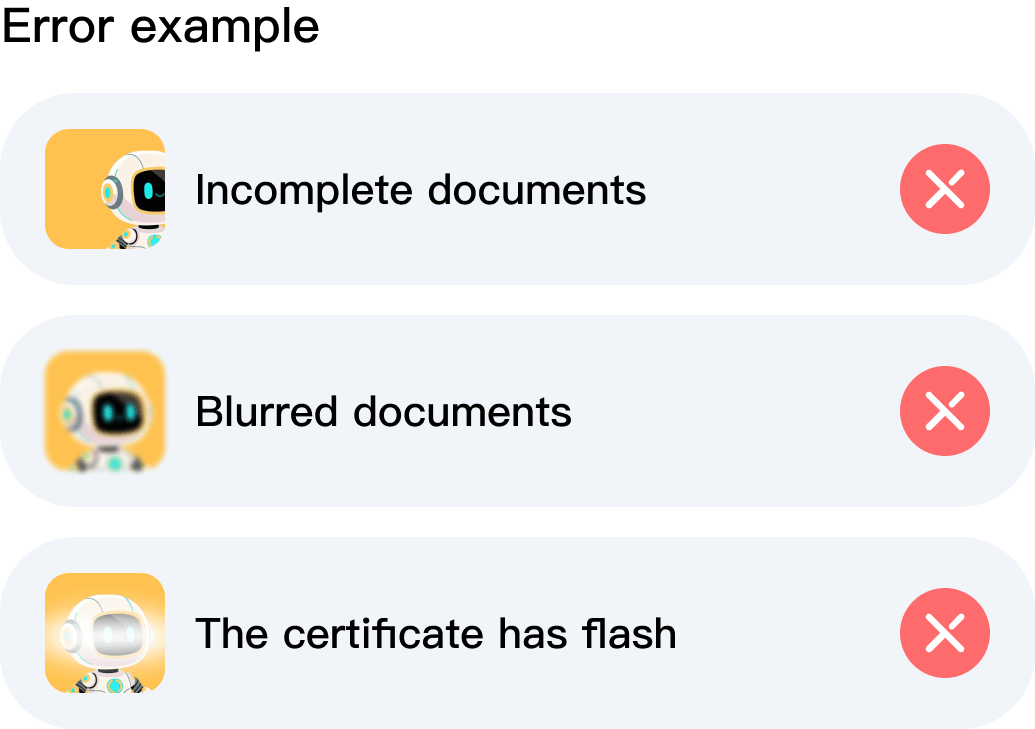 Error example
Incomplete documents
Blurred documents
The certificate has flash